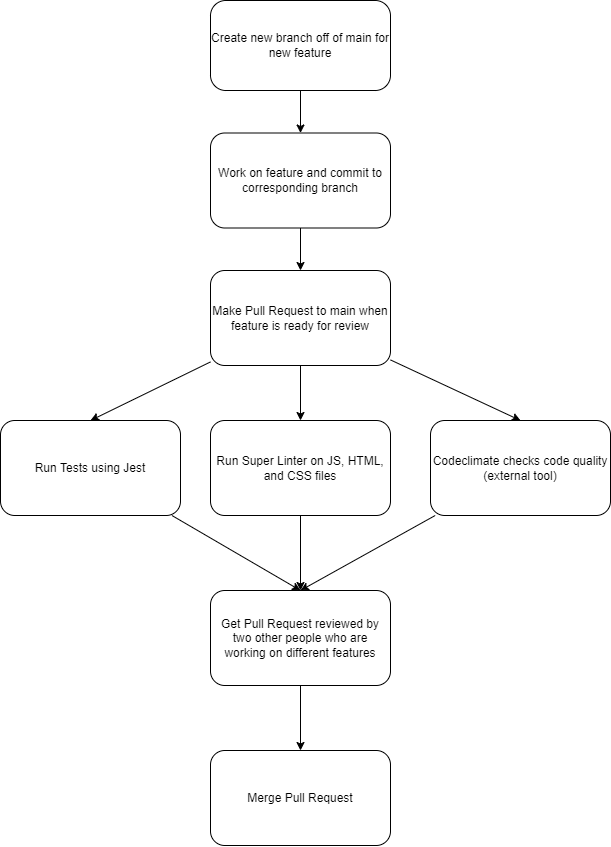 Create new branch off of main for
new feature
Work on feature and commit to
corresponding branch
Make Pull Request to main when
feature is ready for review
Run Tests using Jest
Run Super Linter on JS, HTML,
and CSS files
Codeclimate checks code quality
(external tool)
Get Pull Request reviewed by
two other people who are
working on different features
Merge Pull Request